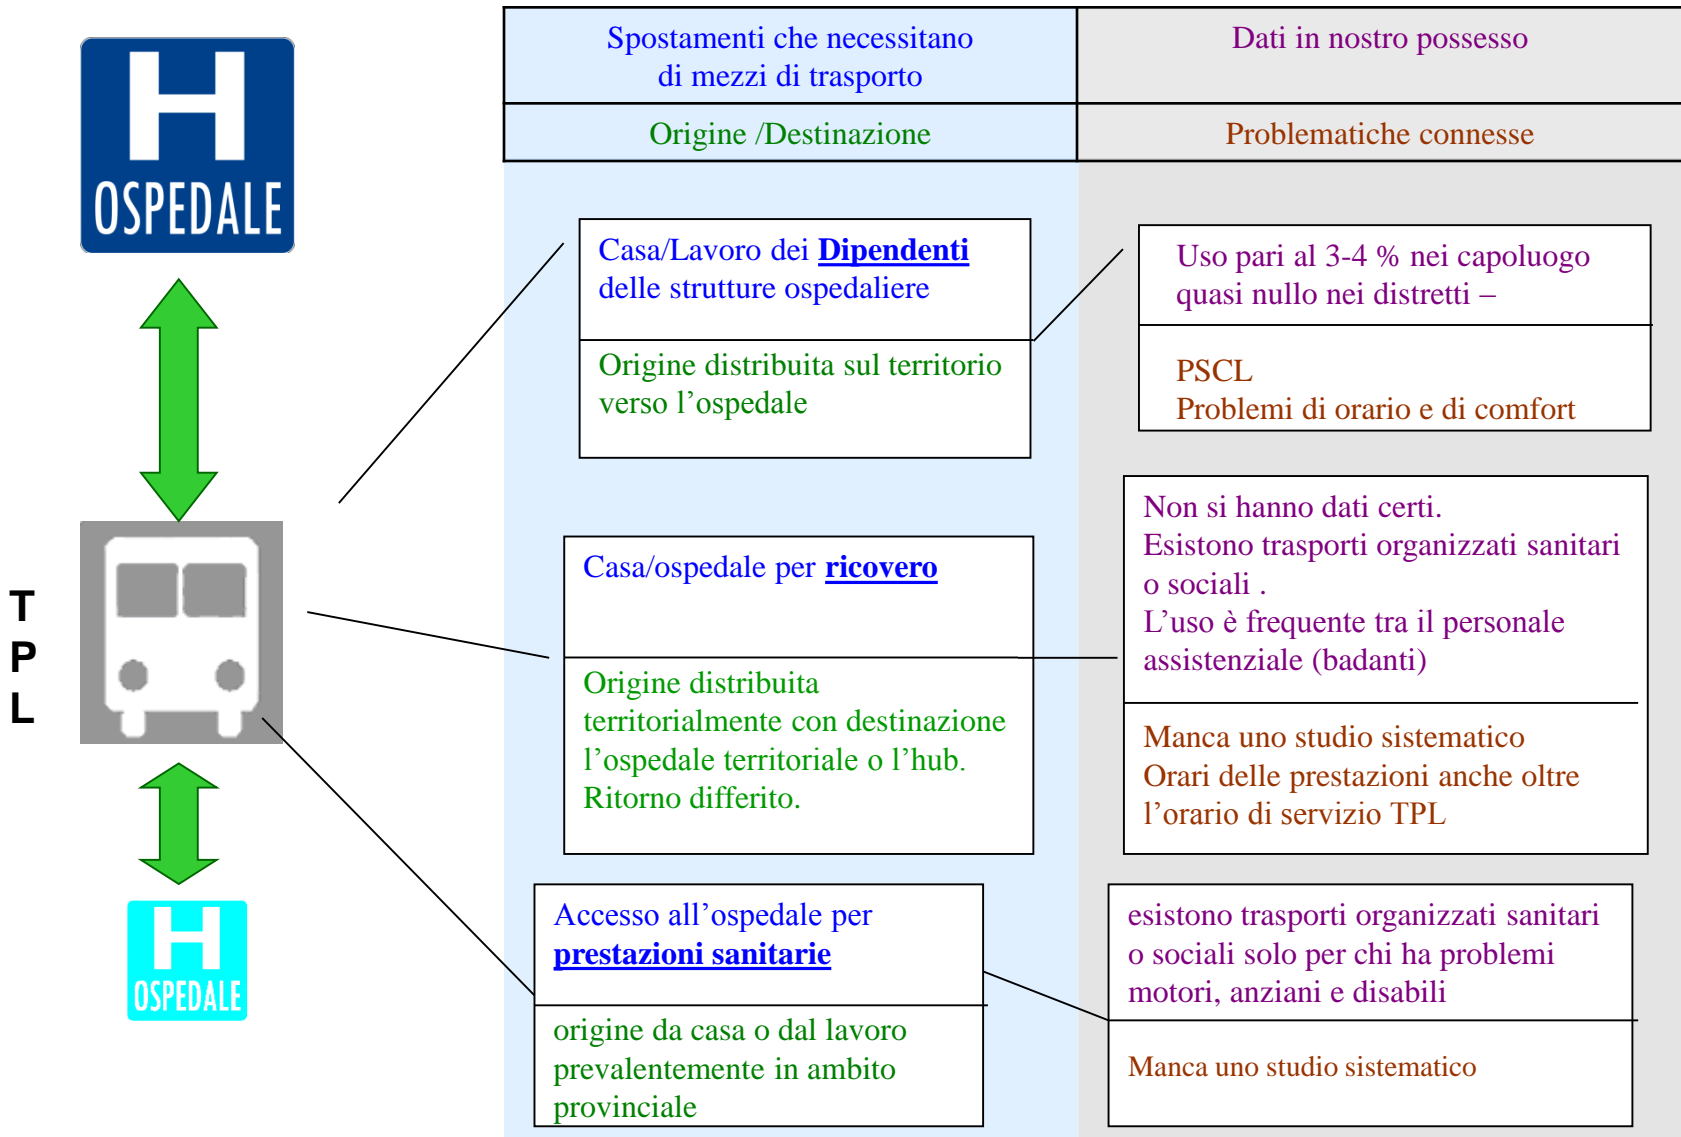 H
OSPEDALE
T
P
L
H
OSPEDALE
Spostamenti che necessitano
di mezzi di trasporto
Dati in nostro possesso
Origine /Destinazione
Problematiche connesse
Casa/Lavoro dei Dipendenti
delle strutture ospedaliere
Origine distribuita sul territorio
verso l’ospedale
Uso pari al 3-4 % nei capoluogo
quasi nullo nei distretti –
PSCL
Problemi di orario e di comfort
Casa/ospedale per ricovero
Origine distribuita
territorialmente con destinazione
l’ospedale territoriale o l’hub.
Ritorno differito.
Non si hanno dati certi.
Esistono trasporti organizzati sanitari
o sociali .
L’uso è frequente tra il personale
assistenziale (badanti)
Manca uno studio sistematico
Orari delle prestazioni anche oltre
l’orario di servizio TPL
Accesso all’ospedale per
prestazioni sanitarie
origine da casa o dal lavoro
prevalentemente in ambito
provinciale
esistono trasporti organizzati sanitari
o sociali solo per chi ha problemi
motori, anziani e disabili
Manca uno studio sistematico